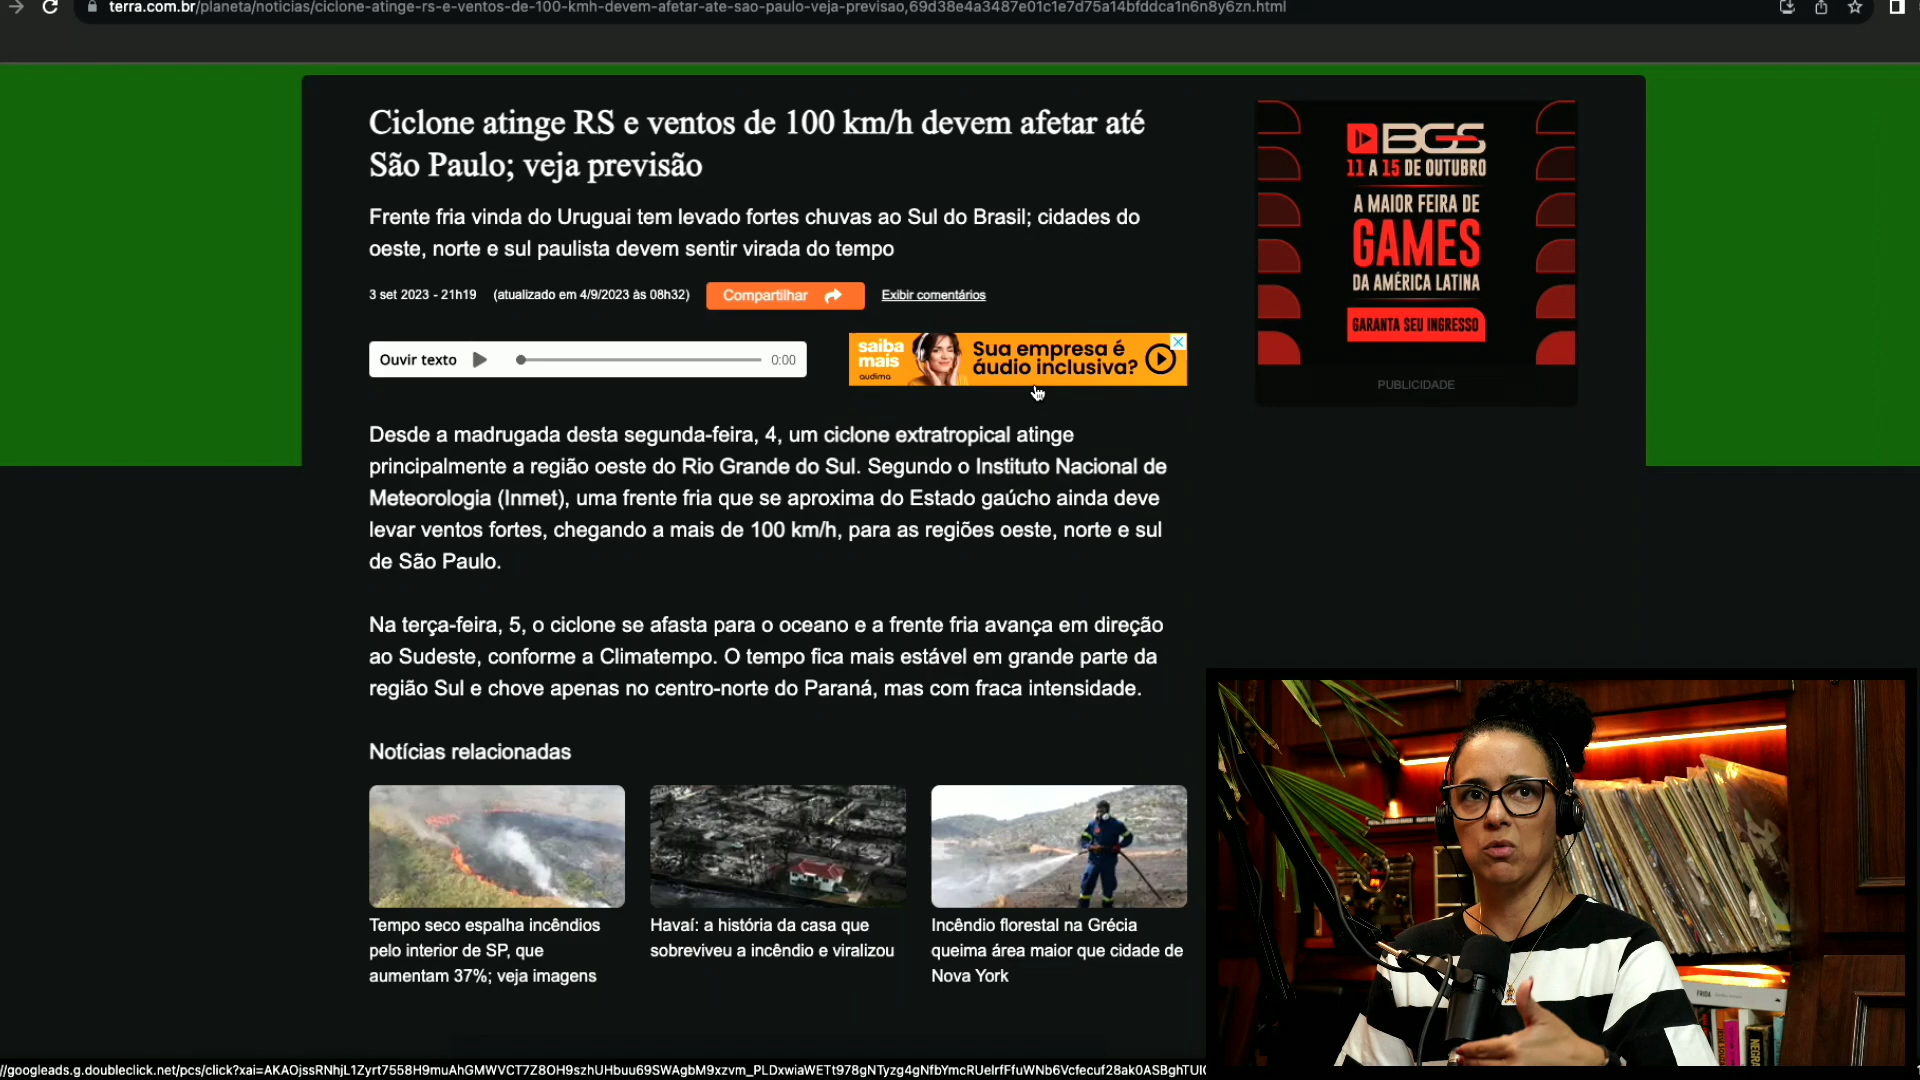 terra.com.br/planeta/noticias/ciclone-atinge-rs-e-ventos-de-100-kmh-devem-afetar-ate-sao-paulo-veja-previsao,69d38e4a3487e01c1e7d75a14bfddca1n6n8y6zn.html
Ciclone atinge RS e ventos de 100 km/h devem afetar até
São Paulo; veja previsão
Frente fria vinda do Uruguai tem levado fortes chuvas ao Sul do Brasil; cidades do
oeste, norte e sul paulista devem sentir virada do tempo
3 set 2023 - 21h19 (atualizado em 4/9/2023 às 08h32) Compartilhar Exibir comentários
Ouvir texto 0:00
saiba
mais
audima
Sua empresa é
áudio inclusiva?
BGS
11 A 15 DE OUTUBRO
A MAIOR FEIRA DE
GAMES
DA AMÉRICA LATINA
GARANTA SEU INGRESSO
PUBLICIDADE
Desde a madrugada desta segunda-feira, 4, um ciclone extratropical atinge
principalmente a região oeste do Rio Grande do Sul. Segundo o Instituto Nacional de
Meteorologia (Inmet), uma frente fria que se aproxima do Estado gaúcho ainda deve
levar ventos fortes, chegando a mais de 100 km/h, para as regiões oeste, norte e sul
de São Paulo.
Na terça-feira, 5, o ciclone se afasta para o oceano e a frente fria avança em direção
ao Sudeste, conforme a Climatempo. O tempo fica mais estável em grande parte da
região Sul e chove apenas no centro-norte do Paraná, mas com fraca intensidade.
Notícias relacionadas
Tempo seco espalha incêndios
pelo interior de SP, que
aumentam 37%; veja imagens
Havaí: a história da casa que
sobreviveu a incêndio e viralizou
Incêndio florestal na Grécia
queima área maior que cidade de
Nova York